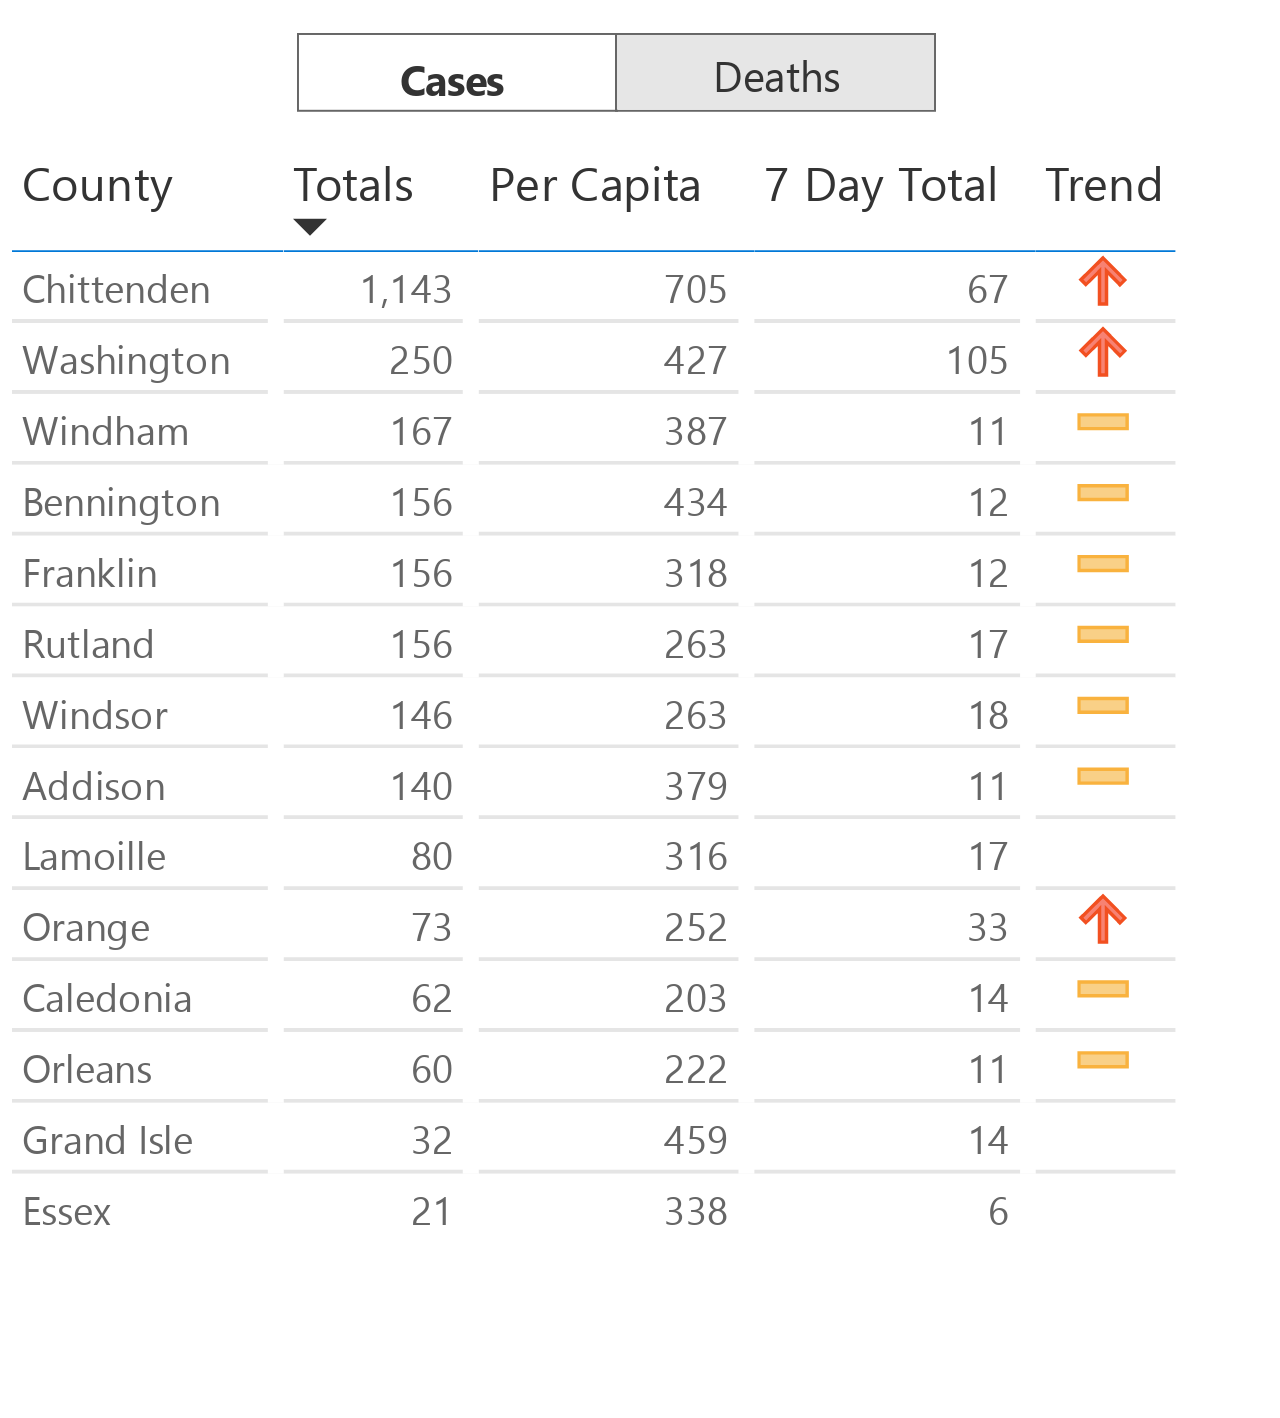 Cases Deaths
County Totals Per Capita 7 Day Total Trend
Chittenden 1,143 705 67
Washington 250 427 105
Windham 167 387 11
Bennington 156 434 12
Franklin 156 318 12
Rutland 156 263 17
Windsor 146 263 18
Addison 140 379 11
Lamoille 80 316 17
Orange 73 252 33
Caledonia 62 203 14
Orleans 60 222 11
Grand Isle 32 459 14
Essex 21 338 6